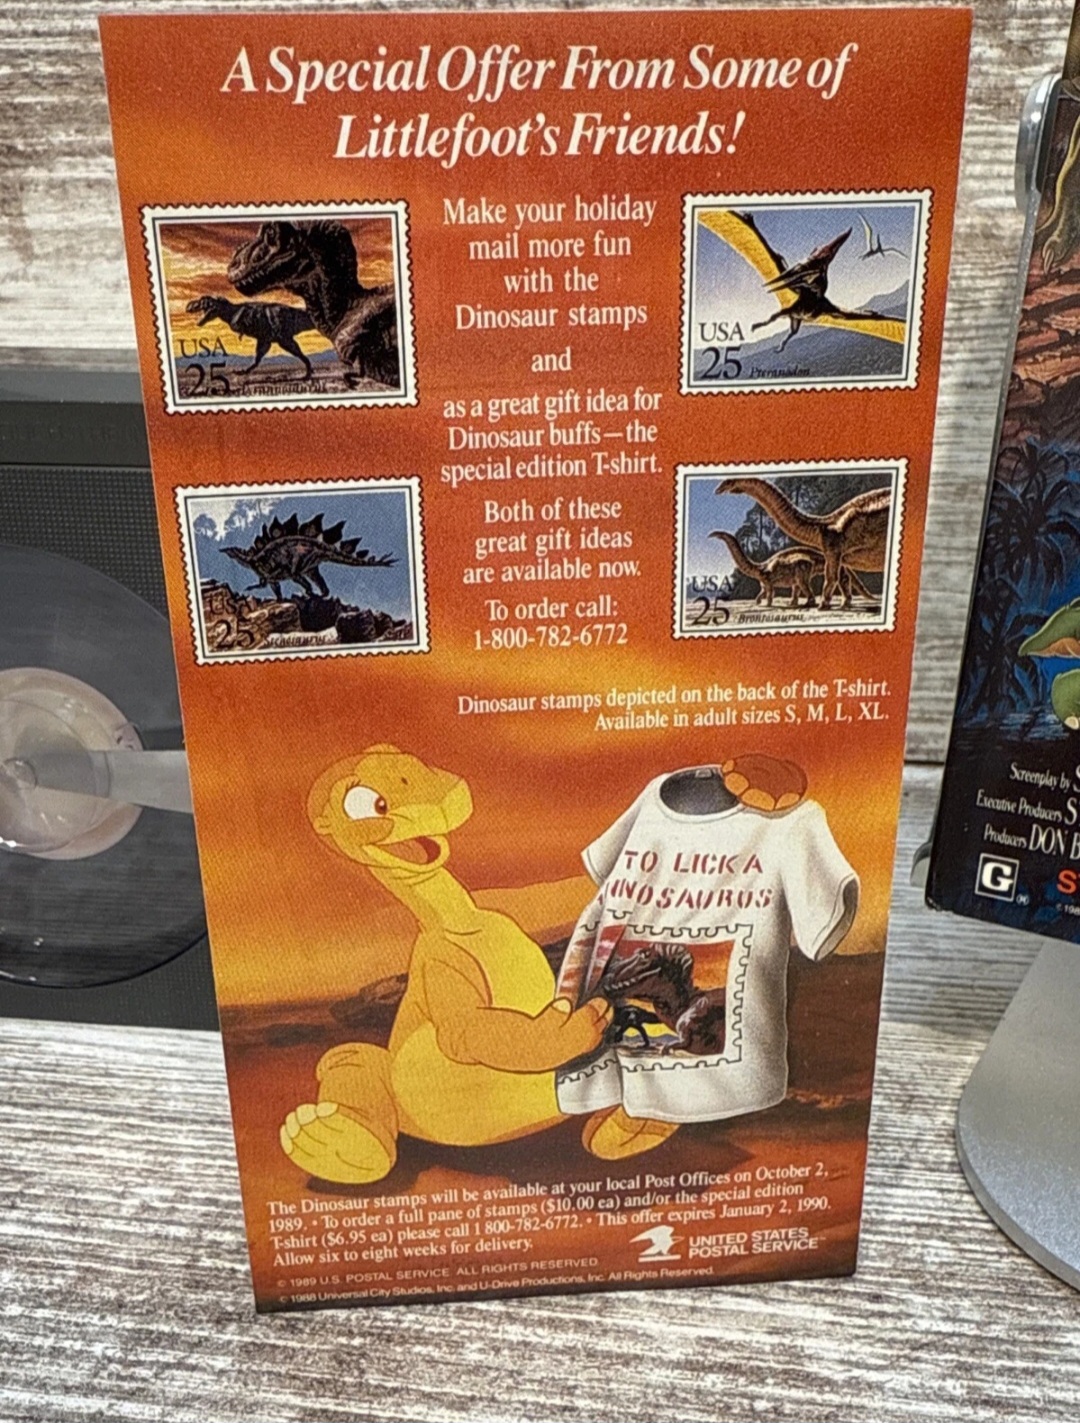 A Special Offer From Some of
Littlefoot's Friends!
Make your holiday
mail more fun
with the
Dinosaur stamps
and
as a great gift idea for
Dinosaur buffs—the
special edition T-shirt.
Both of these
great gift ideas
are available now.
To order call:
1-800-782-6772
USA
25
USA
25 Pteranodon
USA
25
USA
25 Brontosaurus
Dinosaur stamps depicted on the back of the T-shirt.
Available in adult sizes S, M, L, XL.
TO LICK A
The Dinosaur stamps will be available at your local Post Offices on October 2,
1989. • To order a full pane of stamps ($10.00 ea) and/or the special edition
T-shirt ($6.95 ea) please call 1 800-782-6772. • This offer expires January 2, 1990.
Allow six to eight weeks for delivery.
UNITED STATES
POSTAL SERVICE
© 1989 U.S. POSTAL SERVICE ALL RIGHTS RESERVED
© 1988 Universal City Studios, Inc. and U-Drive Productions, Inc. All Rights Reserved.
Screenplay by
Executive Producers
Producers DON
G